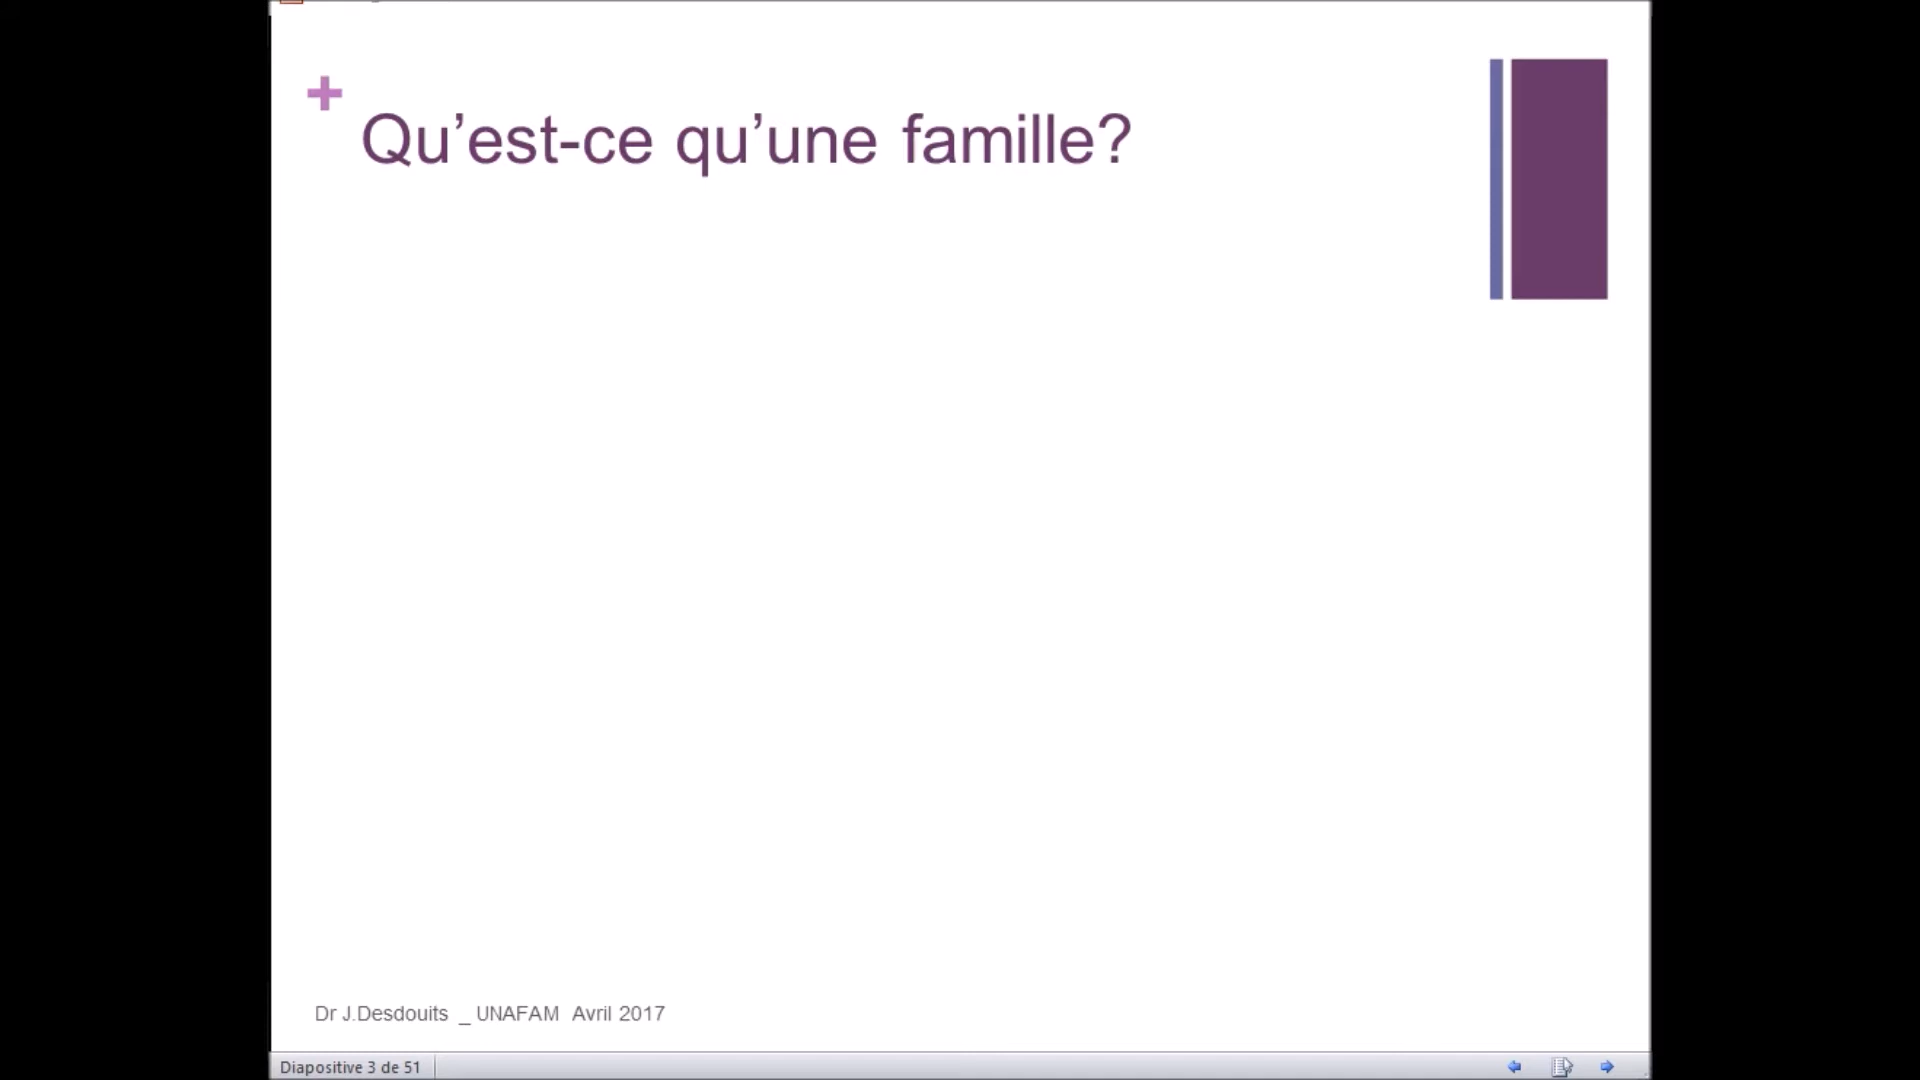 +
Qu’est-ce qu’une famille?
Dr J.Desdouits _ UNAFAM Avril 2017
Diapositive 3 de 51